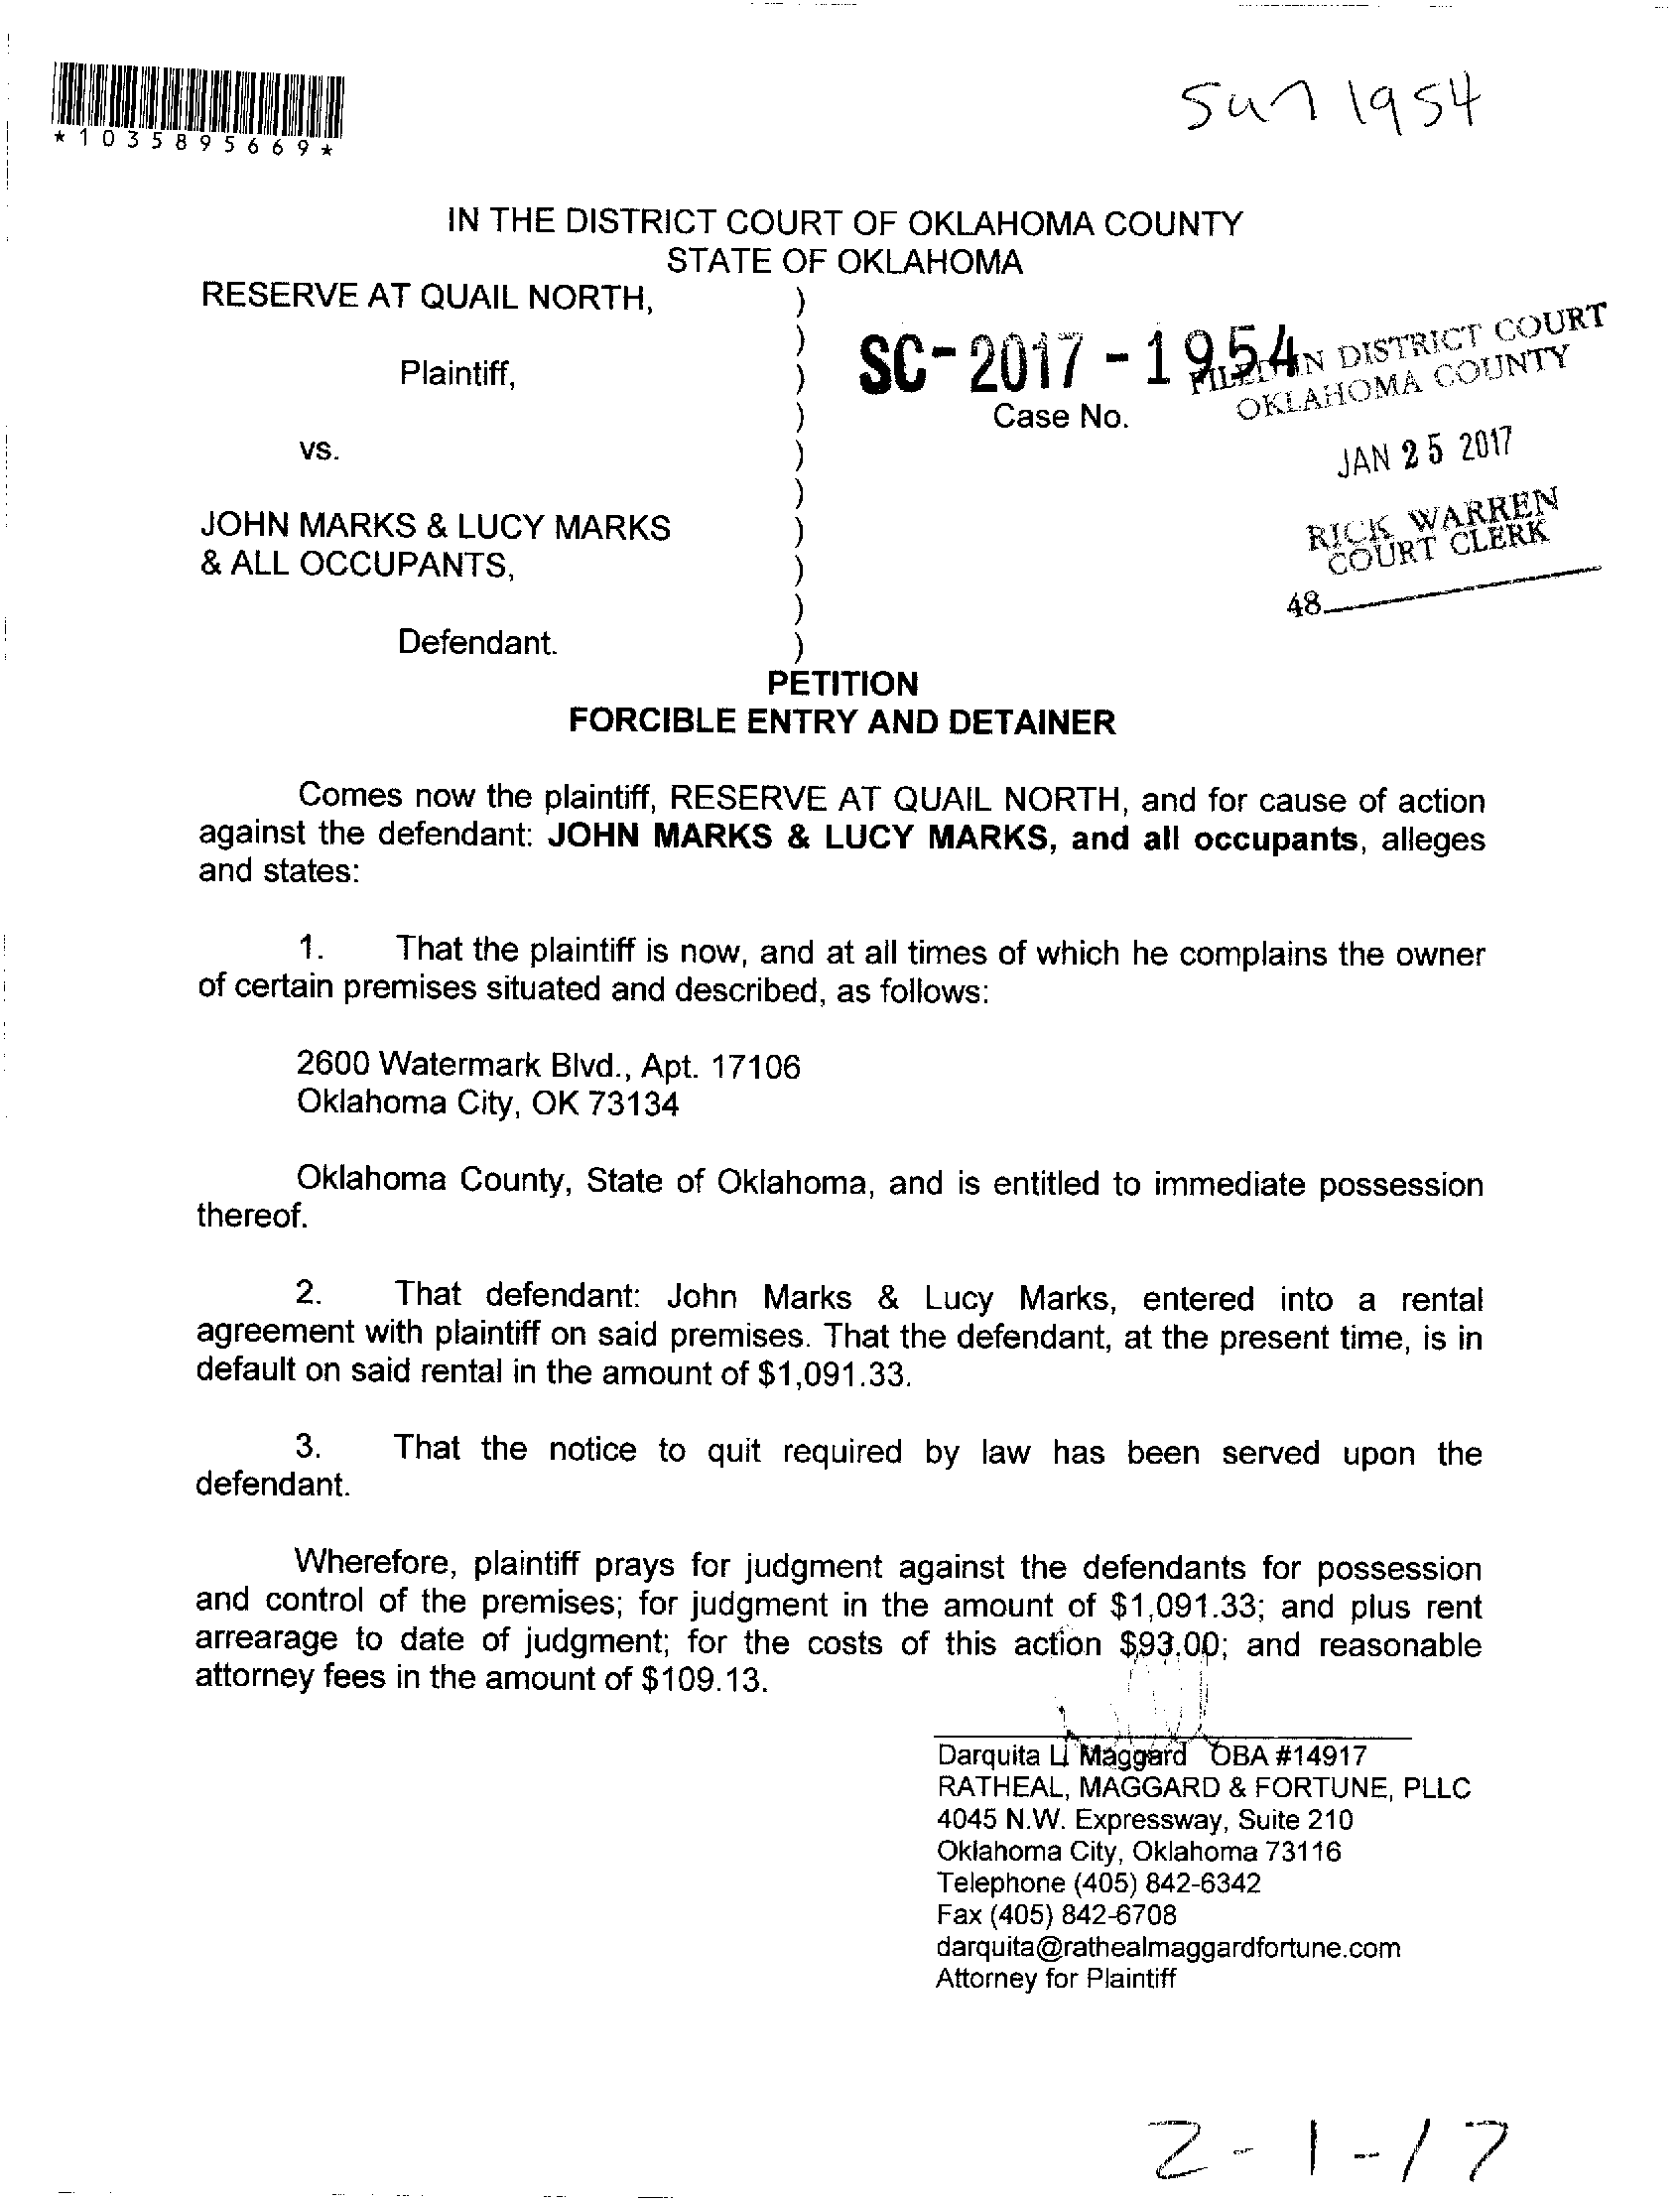 *1035895669*
1954
IN THE DISTRICT COURT OF OKLAHOMA COUNTY
STATE OF OKLAHOMA
RESERVE AT QUAIL NORTH, )
)
Plaintiff, )
SC-2017-1954
FILED IN DISTRICT COURT
OKLAHOMA COUNTY
) Case No.
vs. )
JAN 25 2017
)
JOHN MARKS & LUCY MARKS )
RICK WARREN
COURT CLERK
& ALL OCCUPANTS, )
)
48
Defendant. )
PETITION
FORCIBLE ENTRY AND DETAINER
Comes now the plaintiff, RESERVE AT QUAIL NORTH, and for cause of action
against the defendant: JOHN MARKS & LUCY MARKS, and all occupants, alleges
and states:
1. That the plaintiff is now, and at all times of which he complains the owner
of certain premises situated and described, as follows:
2600 Watermark Blvd., Apt. 17106
Oklahoma City, OK 73134
Oklahoma County, State of Oklahoma, and is entitled to immediate possession
thereof.
2. That defendant: John Marks & Lucy Marks, entered into a rental
agreement with plaintiff on said premises. That the defendant, at the present time, is in
default on said rental in the amount of $1,091.33.
3. That the notice to quit required by law has been served upon the
defendant.
Wherefore, plaintiff prays for judgment against the defendants for possession
and control of the premises; for judgment in the amount of $1,091.33; and plus rent
arrearage to date of judgment; for the costs of this action $93.00; and reasonable
attorney fees in the amount of $109.13.
Darquita L Maggard OBA #14917
RATHEAL, MAGGARD & FORTUNE, PLLC
4045 N.W. Expressway, Suite 210
Oklahoma City, Oklahoma 73116
Telephone (405) 842-6342
Fax (405) 842-6708
darquita@rathealmaggardfortune.com
Attorney for Plaintiff
2-1-17